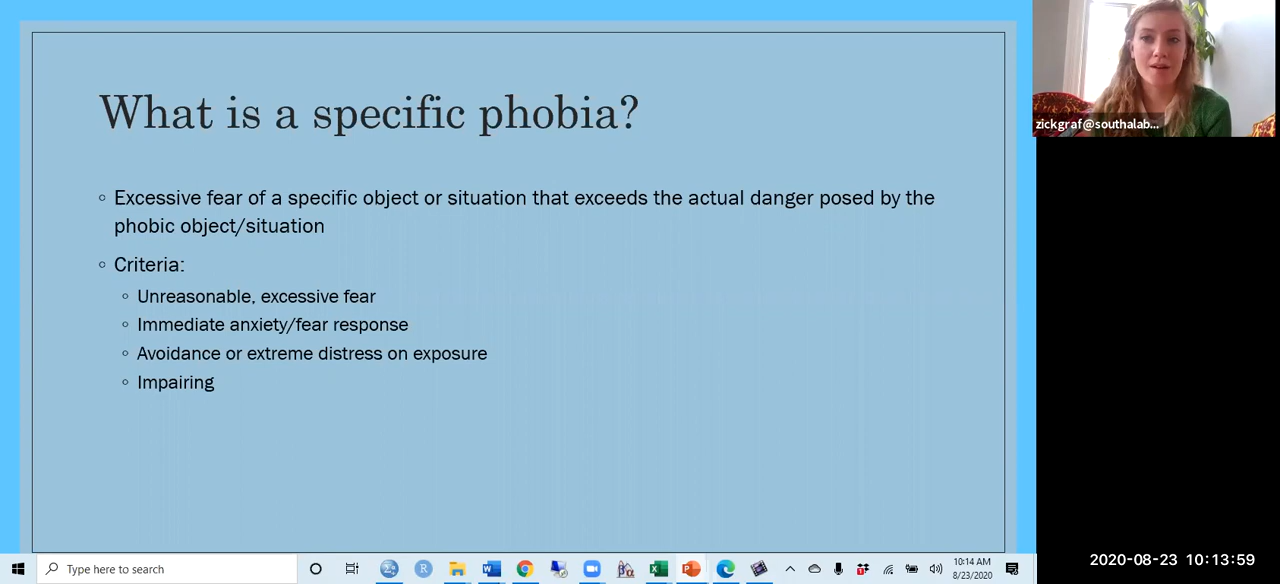 What is a specific phobia?
◦ Excessive fear of a specific object or situation that exceeds the actual danger posed by the
phobic object/situation
◦ Criteria:
◦ Unreasonable, excessive fear
◦ Immediate anxiety/fear response
◦ Avoidance or extreme distress on exposure
◦ Impairing
zickgraf@southalab...
Type here to search
10:14 AM
8/23/2020
2020-08-23 10:13:59